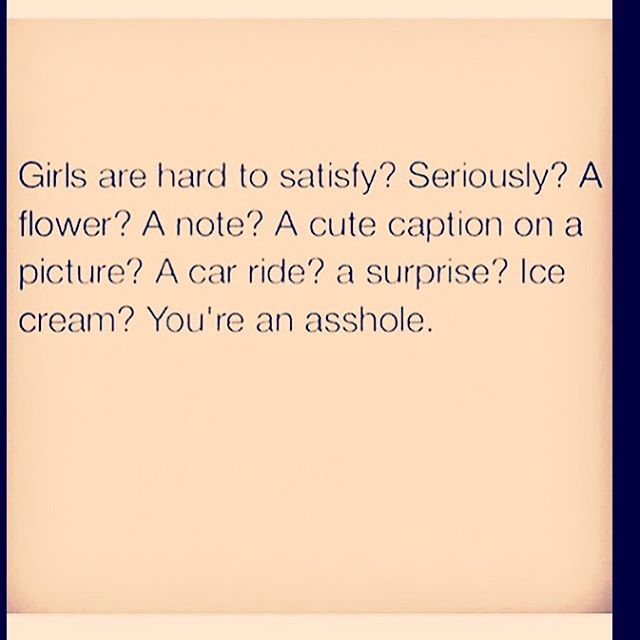 Girls are hard to satisfy? Seriously? A
flower? A note? A cute caption on a
picture? A car ride? a surprise? Ice
cream? You're an asshole.